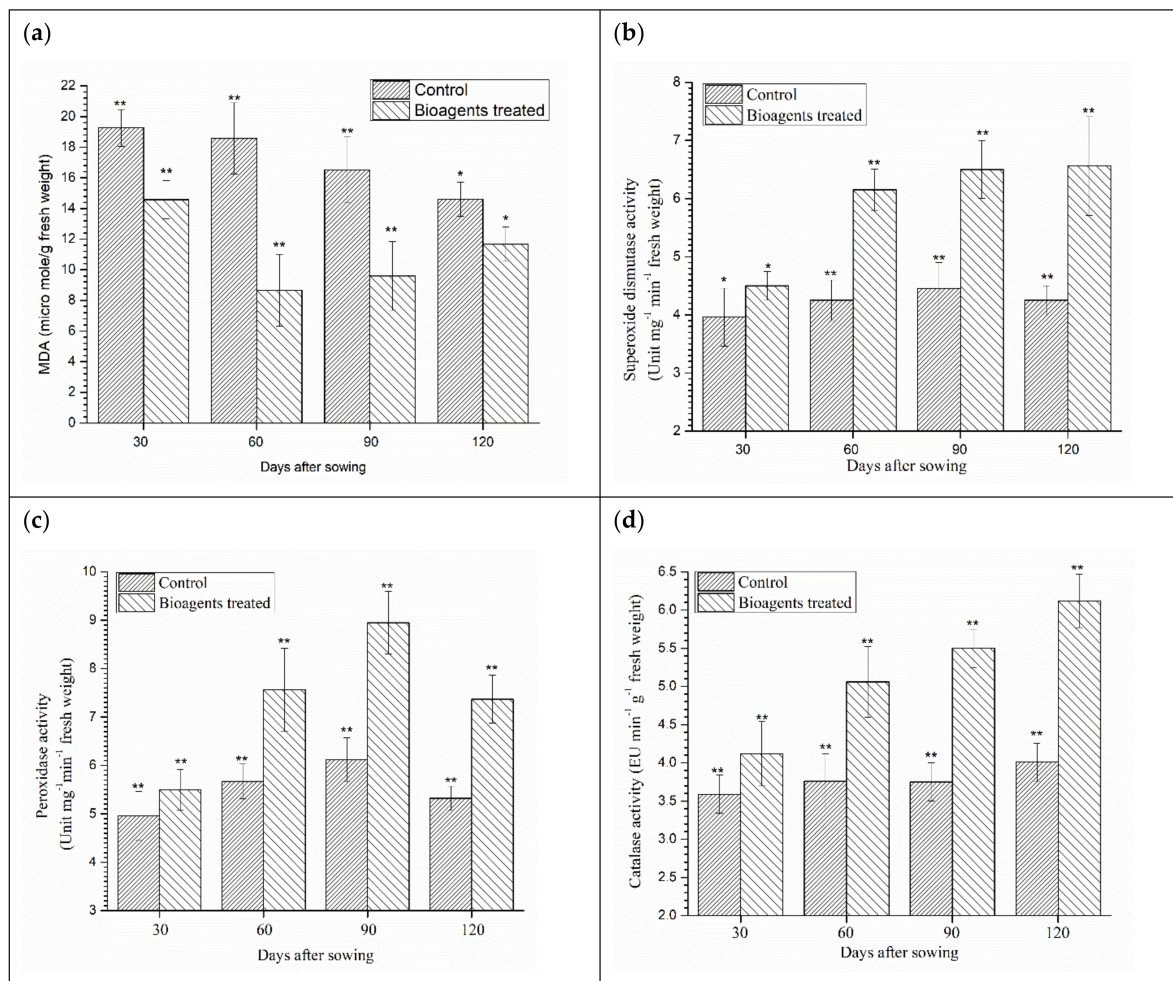 (a)
Control
Bioagents treated
22
20
18
16
14
12
10
8
6
4
2
0
MDA (micro mole/g fresh weight)
** ** ** ** ** ** * *
30 60 90 120
Days after sowing
(b)
Control
Bioagents treated
8
7
6
5
4
3
2
Superoxide dismutase activity
(Unit mg⁻¹ min⁻¹ fresh weight)
* * ** ** ** ** ** **
30 60 90 120
Days after sowing
(c)
Control
Bioagents treated
10
9
8
7
6
5
4
3
Peroxidase activity
(Unit mg⁻¹min⁻¹ fresh weight)
** ** ** ** ** ** ** **
30 60 90 120
Days after sowing
(d)
Control
Bioagents treated
6.5
6.0
5.5
5.0
4.5
4.0
3.5
3.0
2.5
2.0
Catalase activity (EU min⁻¹ g⁻¹ fresh weight)
** ** ** ** ** ** ** **
30 60 90 120
Days after sowing